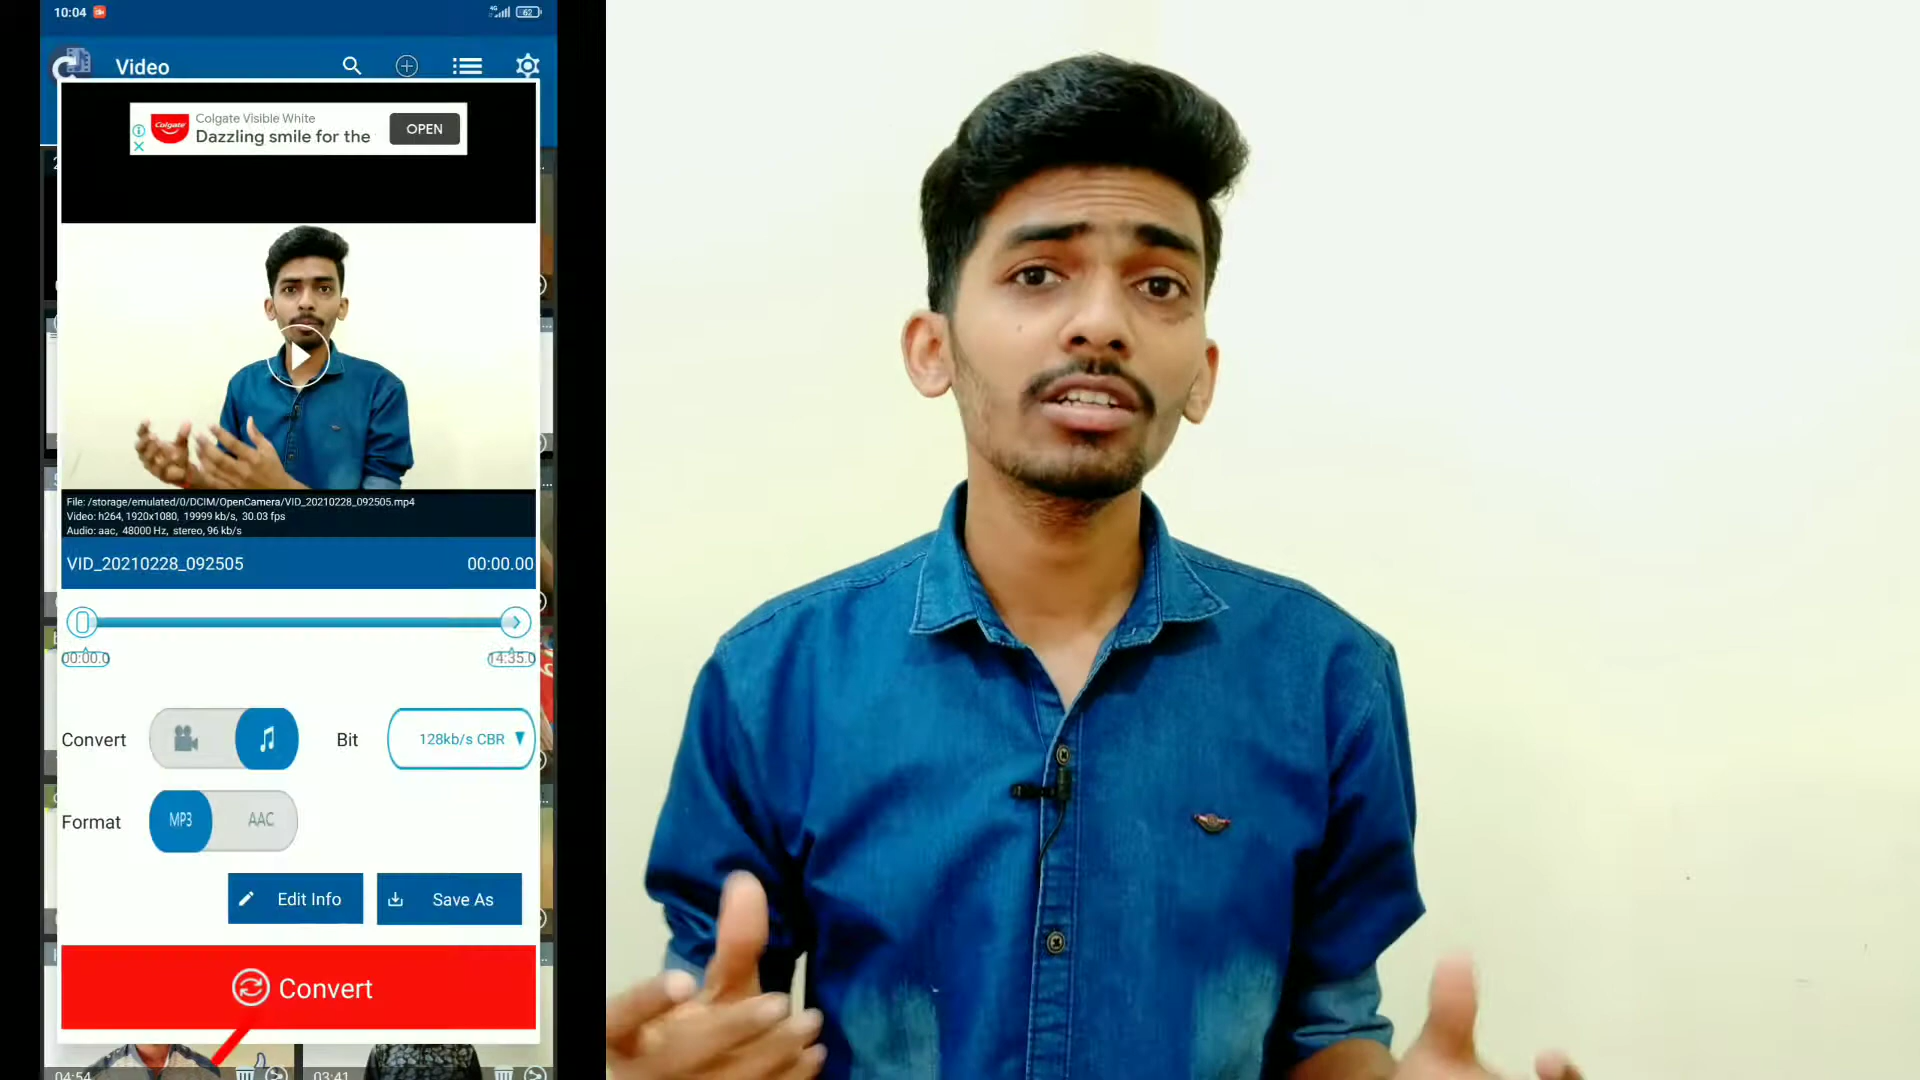 10:04
4G
62
Video
Colgate Visible White
Colgate
Dazzling smile for the
OPEN
File: /storage/emulated/0/DCIM/OpenCamera/VID_20210228_092505.mp4
Video: h264, 1920x1080, 19999 kb/s, 30.03 fps
Audio: aac, 48000 Hz, stereo, 96 kb/s
VID_20210228_092505
00:00.00
00:00.0
14:35.0
Convert
Bit
128kb/s CBR
Format
MP3
AAC
Edit Info
Save As
Convert
04:54
03:41